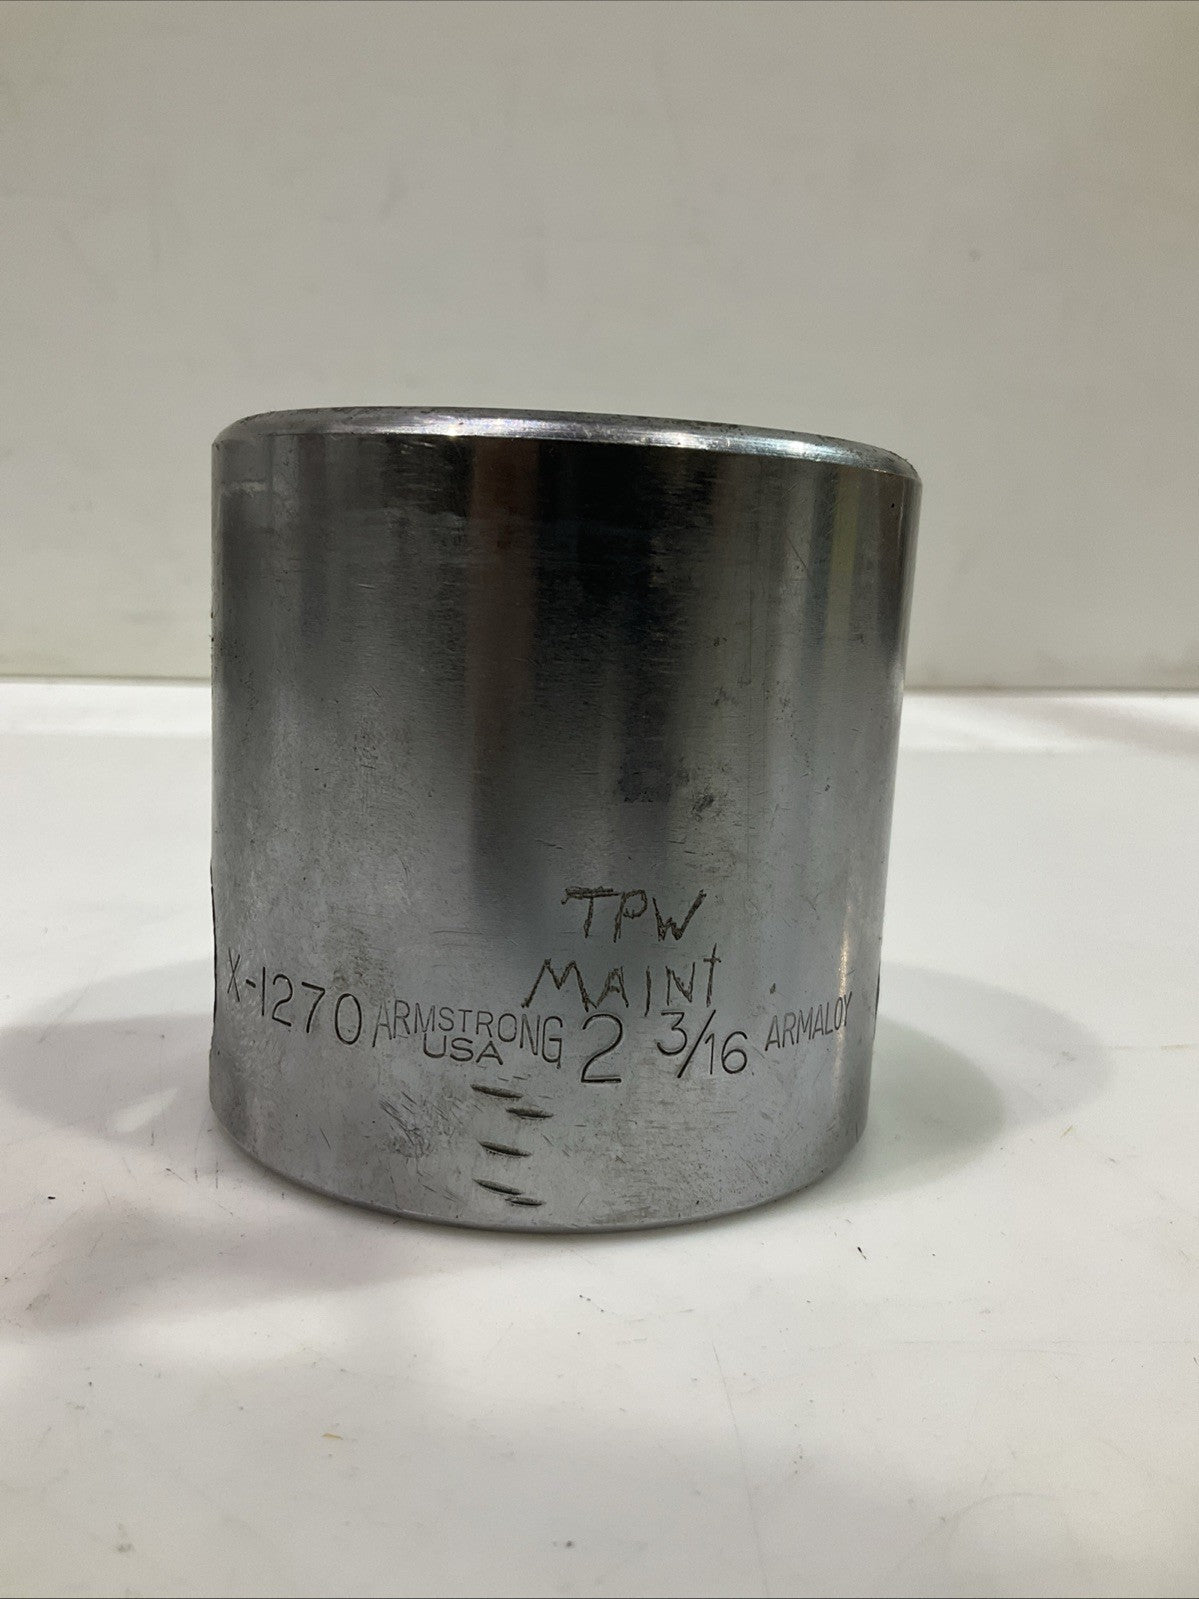 TPW
MAINt
X-1270 ARMSTRONG 2 3/16 ARMALOY
USA